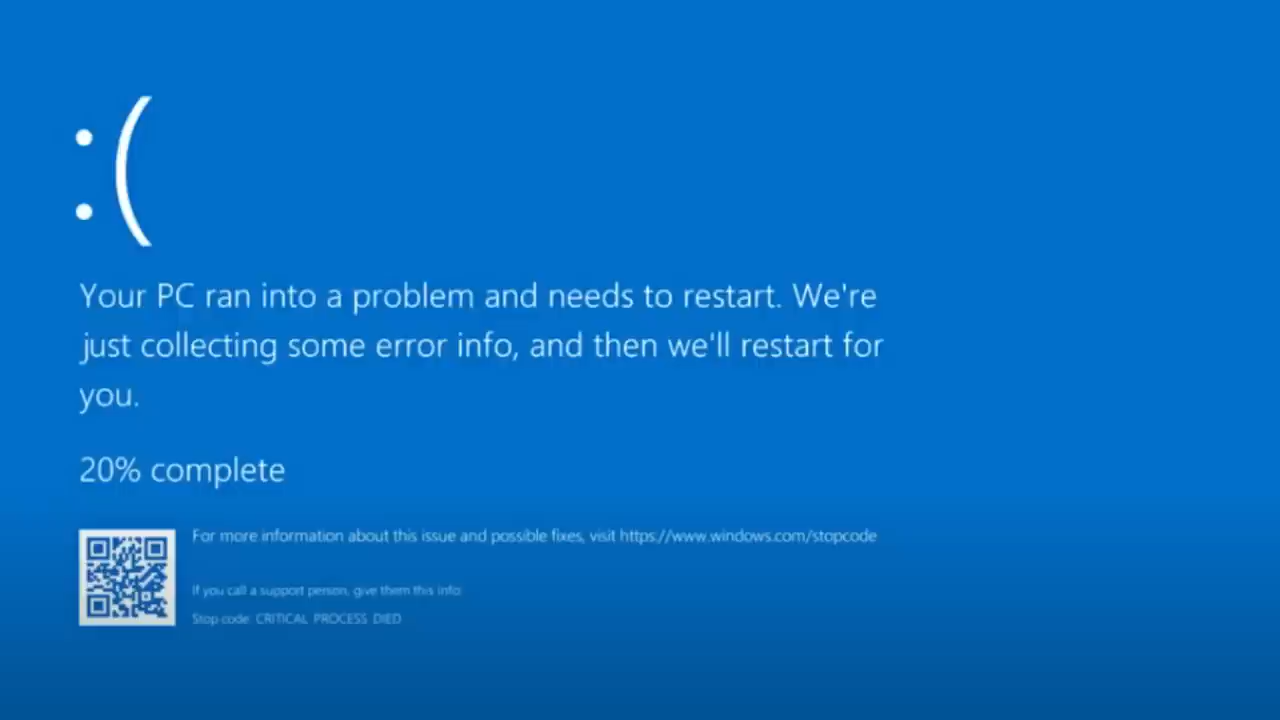 :(
Your PC ran into a problem and needs to restart. We're
just collecting some error info, and then we'll restart for
you.
20% complete
For more information about this issue and possible fixes, visit https://www.windows.com/stopcode
If you call a support person, give them this info:
Stop code: CRITICAL PROCESS DIED